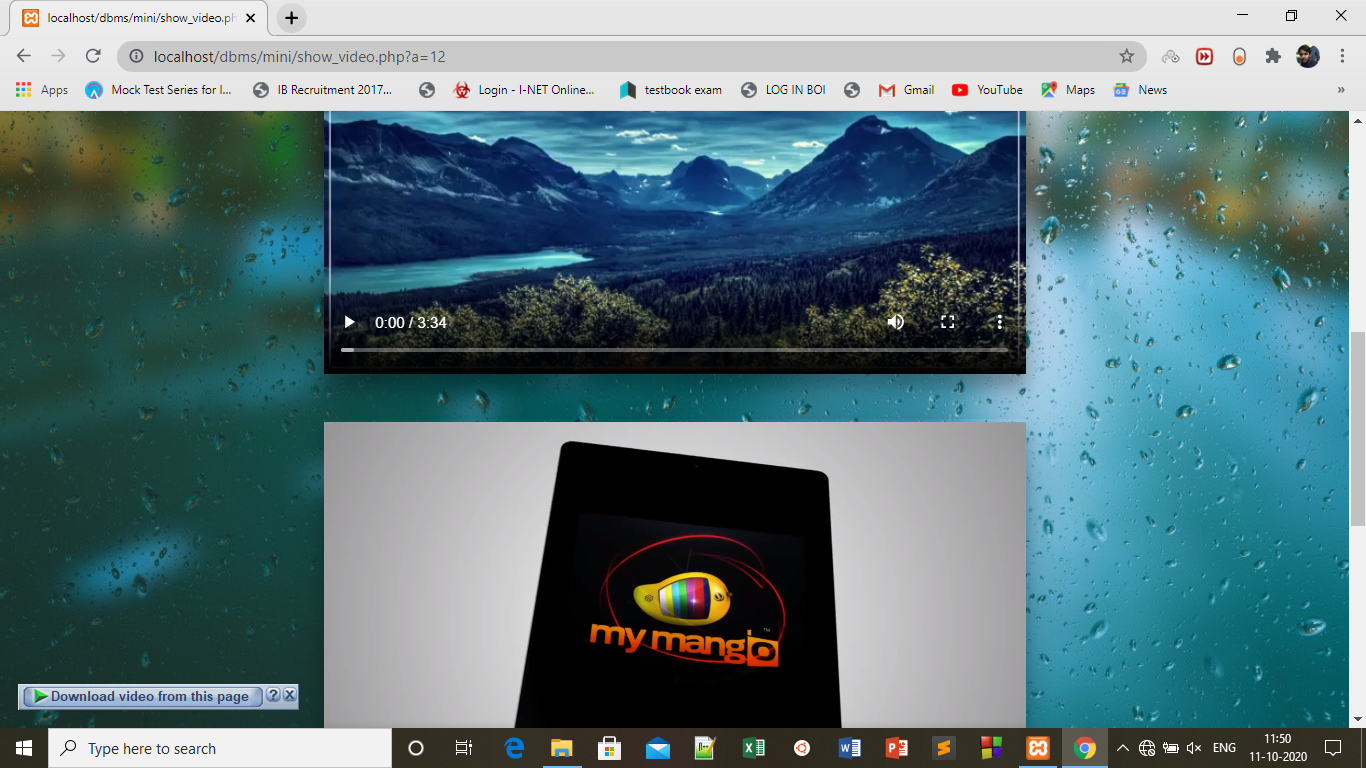 localhost/dbms/mini/show_video.ph
localhost/dbms/mini/show_video.php?a=12
Apps
Mock Test Series for I...
IB Recruitment 2017...
Login - I-NET Online...
testbook exam
LOG IN BOI
Gmail
YouTube
Maps
News
»
0:00 / 3:34
my mango
TM
Download video from this page
?
Type here to search
ENG
11:50
11-10-2020